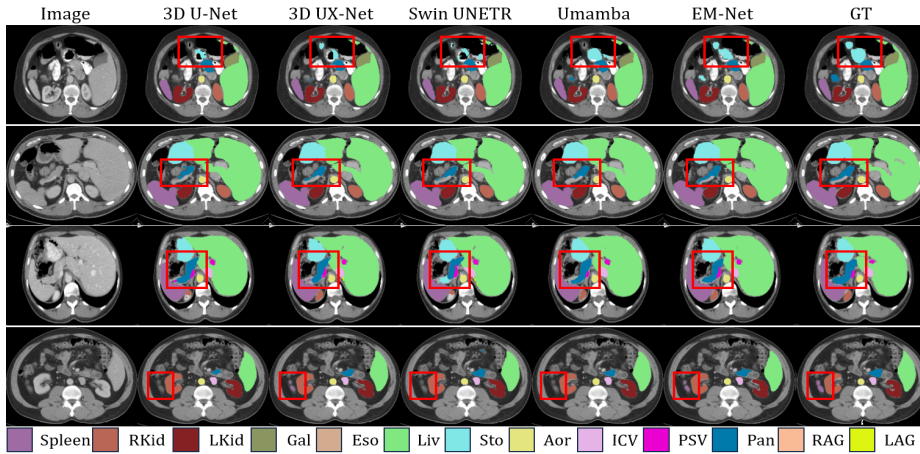 Image 3D U-Net 3D UX-Net Swin UNETR Umamba EM-Net GT
Spleen RKid LKid Gal Eso Liv Sto Aor ICV PSV Pan RAG LAG